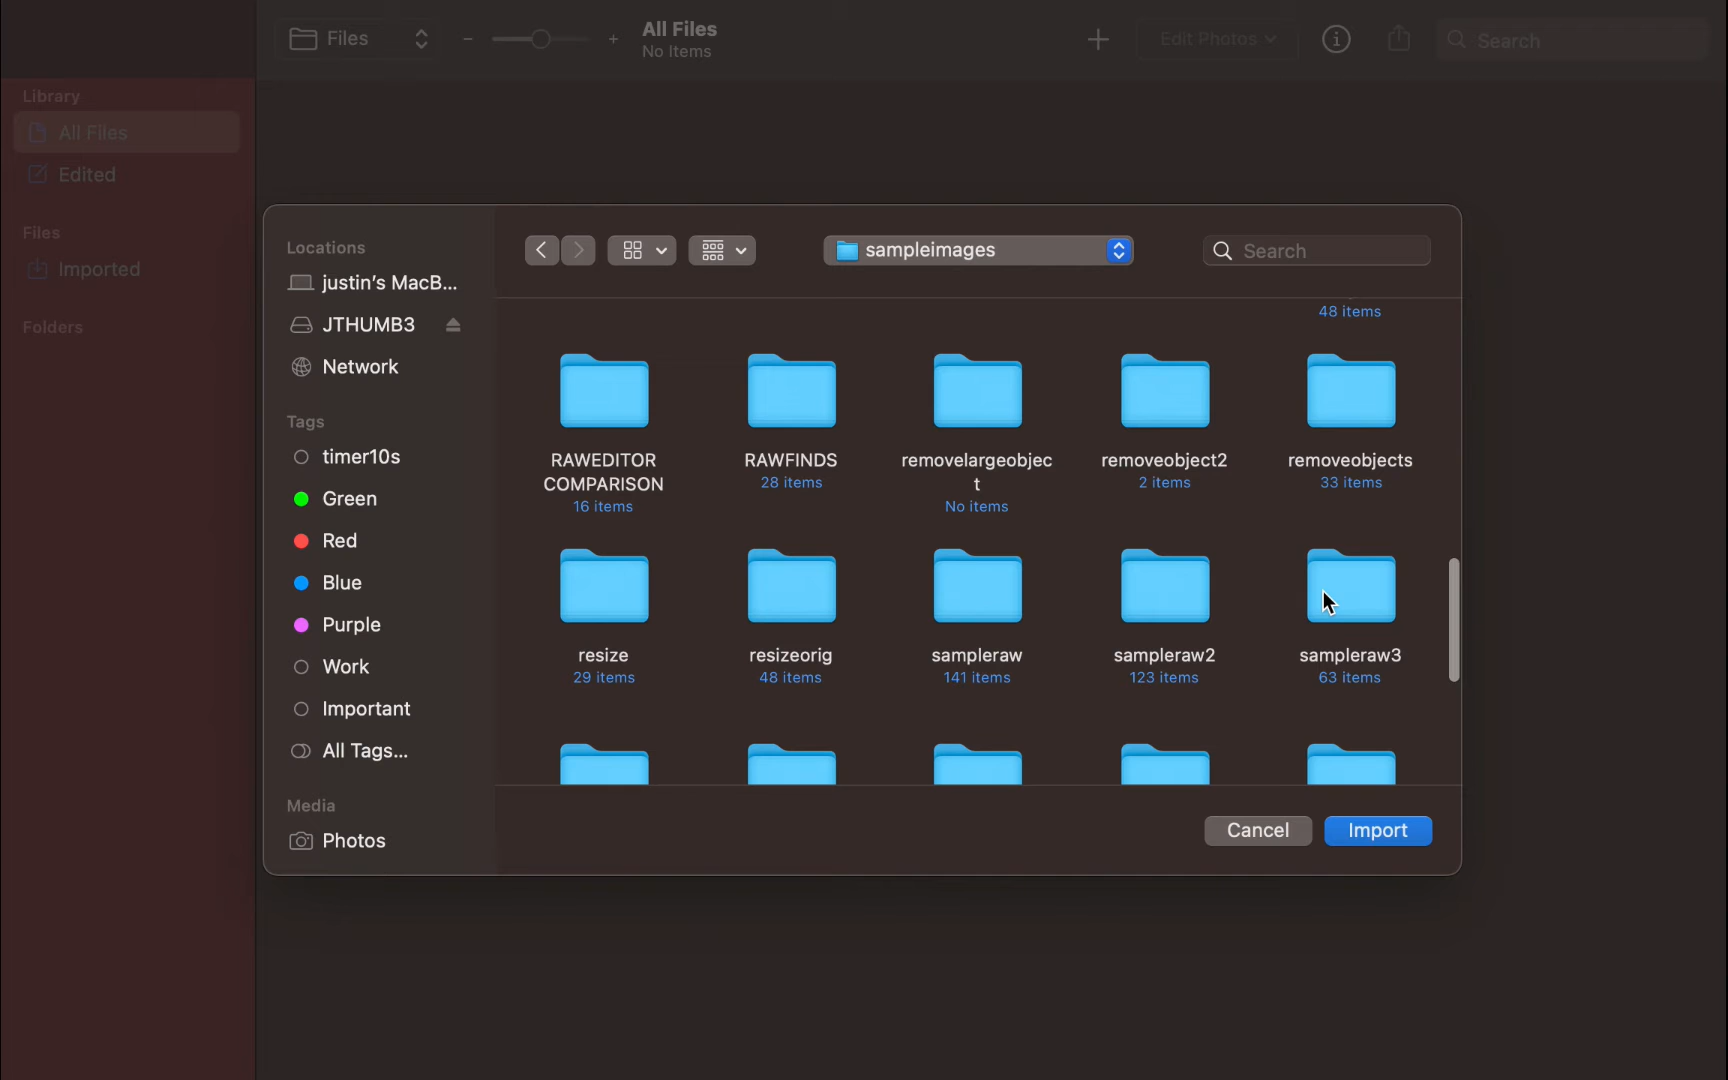 Files
All Files
No Items
Edit Photos
Search
Library
All Files
Edited
Files
Imported
Folders
Locations
justin's MacB...
JTHUMB3
Network
Tags
timer10s
Green
Red
Blue
Purple
Work
Important
All Tags...
Media
Photos
sampleimages
Search
48 items
RAWEDITOR
COMPARISON
16 items
RAWFINDS
28 items
removelargeobjec
t
No items
removeobject2
2 items
removeobjects
33 items
resize
29 items
resizeorig
48 items
sampleraw
141 items
sampleraw2
123 items
sampleraw3
63 items
Cancel
Import